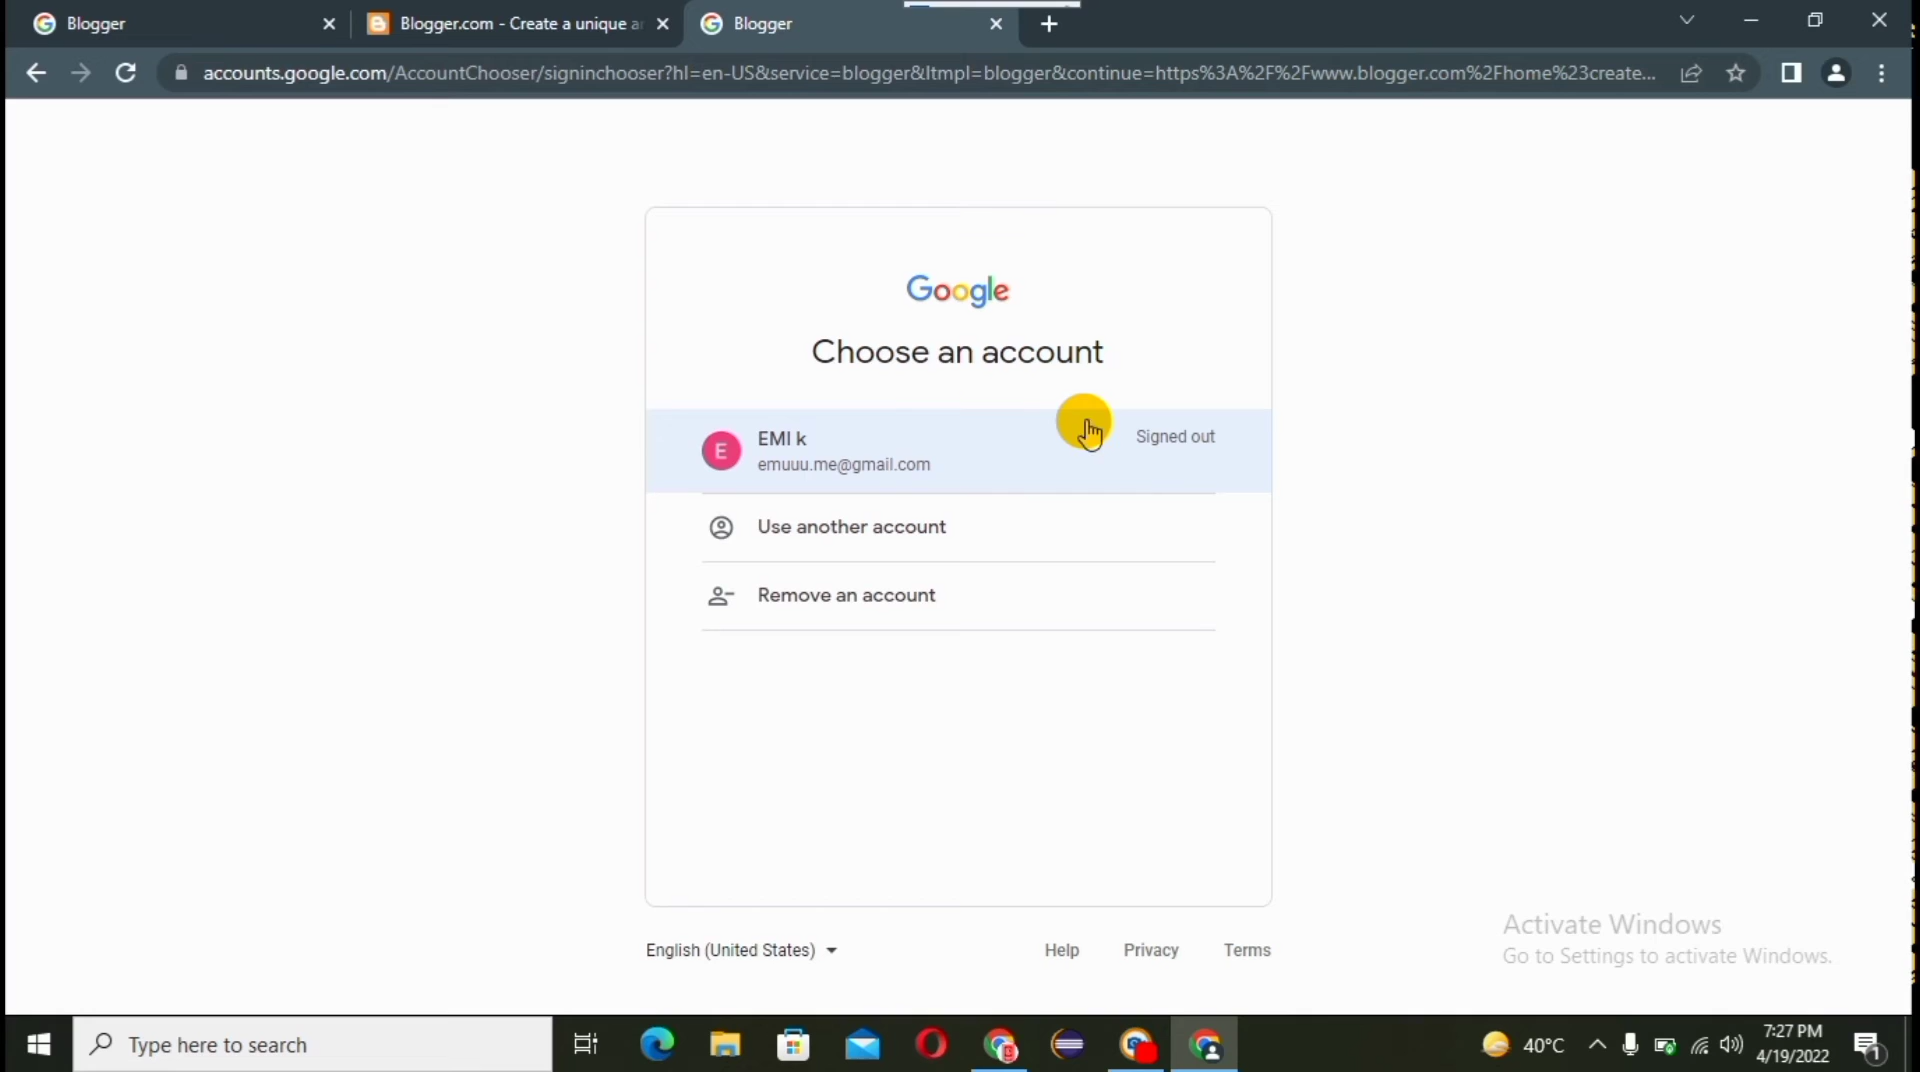 Blogger
Blogger.com - Create a unique a
Blogger
accounts.google.com/AccountChooser/signinchooser?hl=en-US&service=blogger&ltmpl=blogger&continue=https%3A%2F%2Fwww.blogger.com%2Fhome%23create...
Google
Choose an account
E
EMI k
emuuu.me@gmail.com
Signed out
Use another account
Remove an account
English (United States)
Help
Privacy
Terms
Activate Windows
Go to Settings to activate Windows.
Type here to search
40°C
7:27 PM
4/19/2022
1